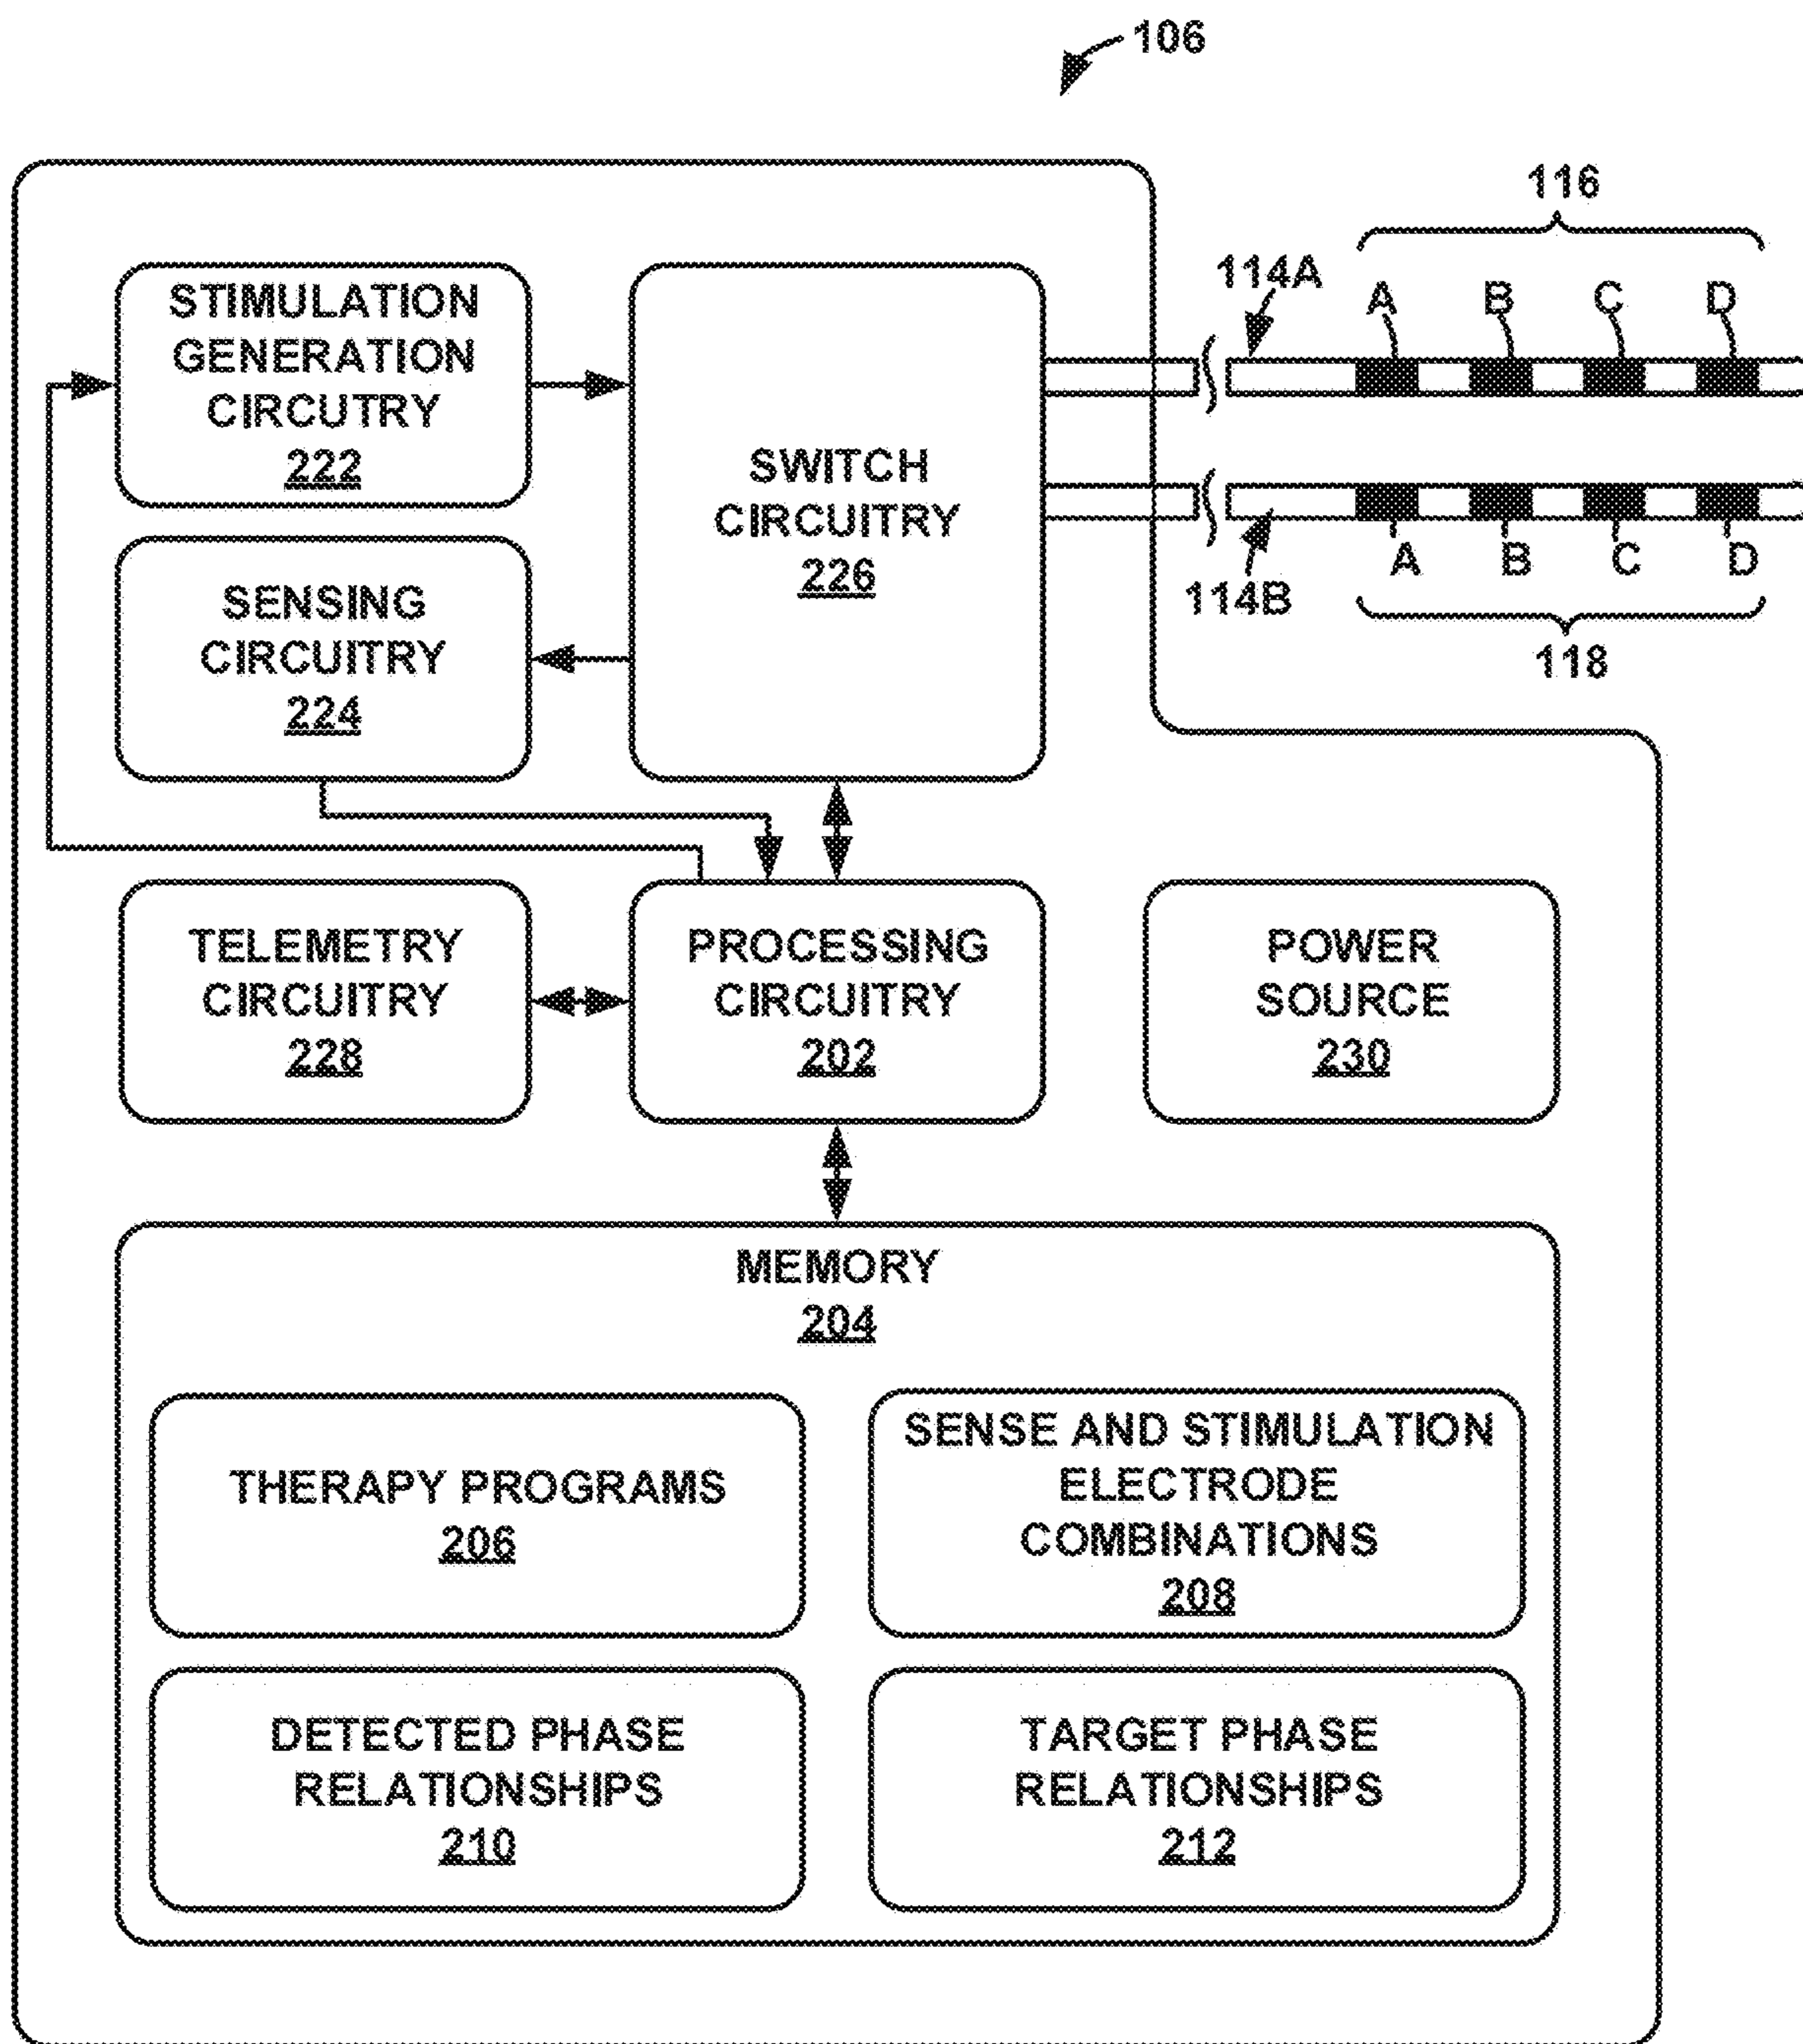 106
116
114A
A B C D
STIMULATION
GENERATION
CIRCUTRY
222
SWITCH
CIRCUITRY
226
SENSING
CIRCUITRY
224
A B C D
114B
118
TELEMETRY
CIRCUITRY
228
PROCESSING
CIRCUITRY
202
POWER
SOURCE
230
MEMORY
204
THERAPY PROGRAMS
206
SENSE AND STIMULATION
ELECTRODE
COMBINATIONS
208
DETECTED PHASE
RELATIONSHIPS
210
TARGET PHASE
RELATIONSHIPS
212